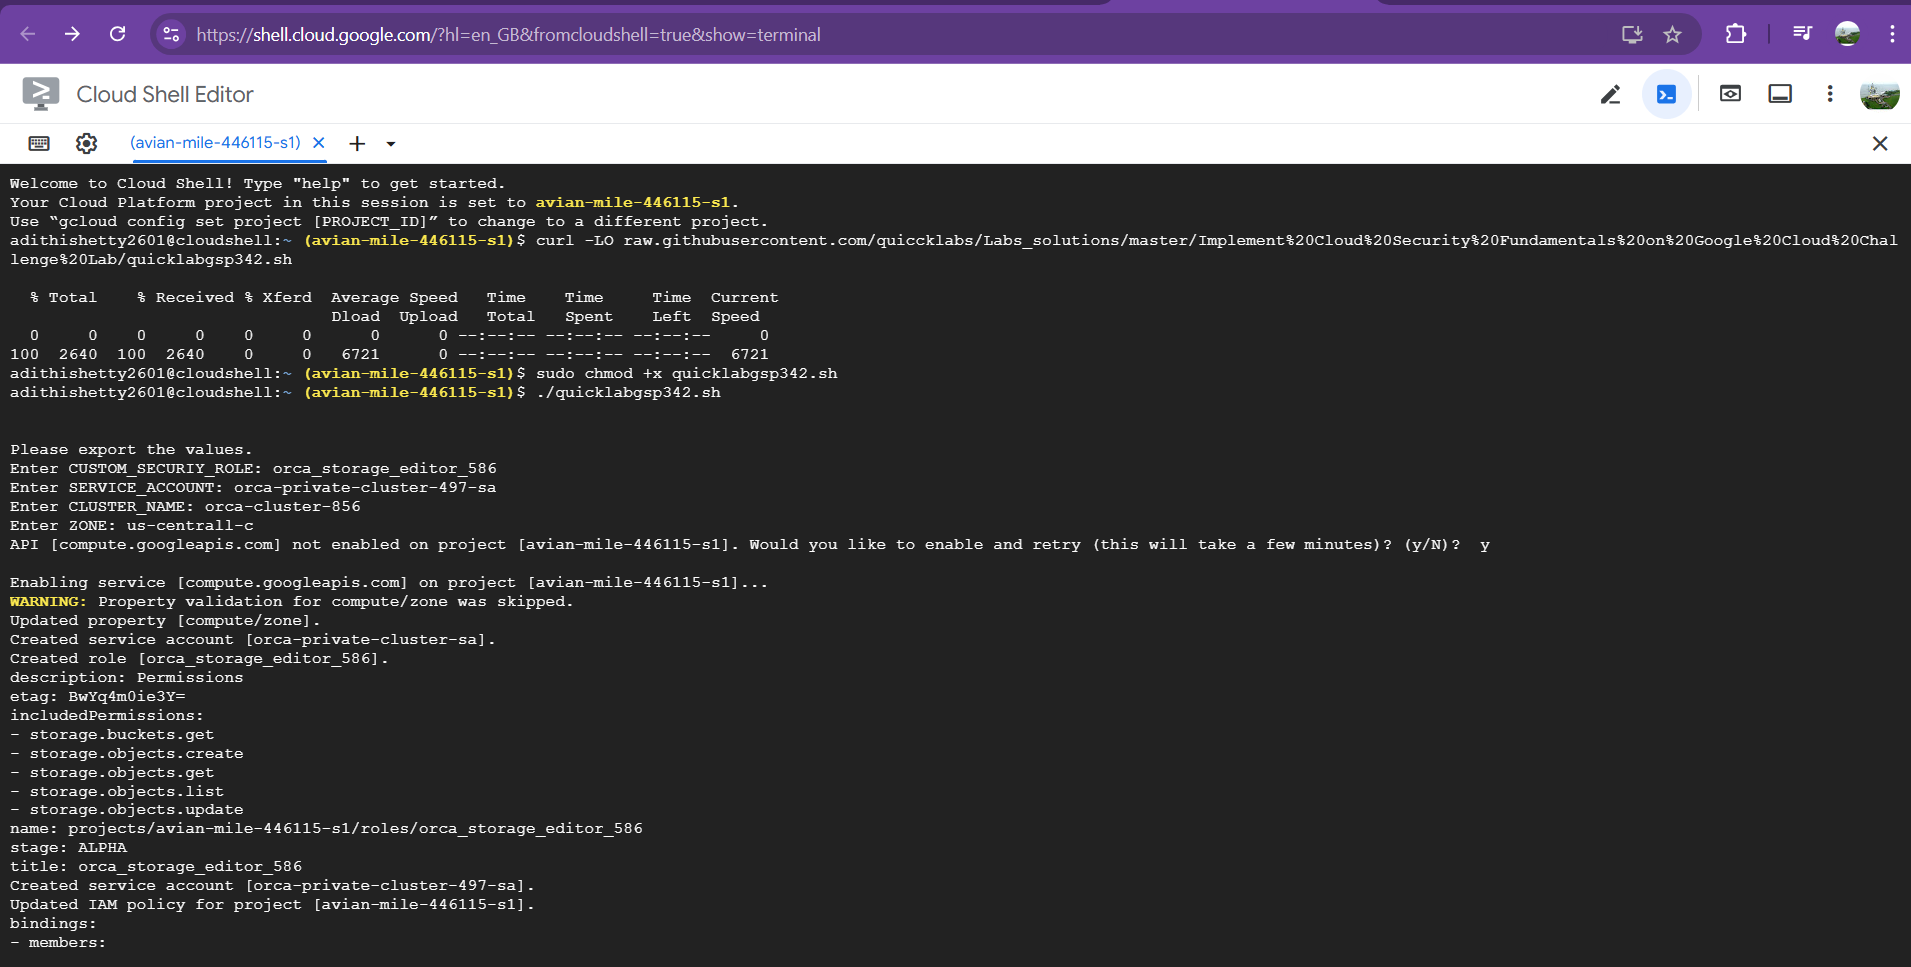 https://shell.cloud.google.com/?hl=en_GB&fromcloudshell=true&show=terminal
Cloud Shell Editor
(avian-mile-446115-s1)
Welcome to Cloud Shell! Type "help" to get started.
Your Cloud Platform project in this session is set to avian-mile-446115-s1.
Use “gcloud config set project [PROJECT_ID]” to change to a different project.
adithishetty2601@cloudshell:~ (avian-mile-446115-s1)$ curl -LO raw.githubusercontent.com/quiccklabs/Labs_solutions/master/Implement%20Cloud%20Security%20Fundamentals%20on%20Google%20Cloud%20Chal
lenge%20Lab/quicklabgsp342.sh
% Total % Received % Xferd Average Speed Time Time Time Current
Dload Upload Total Spent Left Speed
0 0 0 0 0 0 0 0 --:--:-- --:--:-- --:--:-- 0
100 2640 100 2640 0 0 6721 0 --:--:-- --:--:-- --:--:-- 6721
adithishetty2601@cloudshell:~ (avian-mile-446115-s1)$ sudo chmod +x quicklabgsp342.sh
adithishetty2601@cloudshell:~ (avian-mile-446115-s1)$ ./quicklabgsp342.sh
Please export the values.
Enter CUSTOM_SECURIY_ROLE: orca_storage_editor_586
Enter SERVICE_ACCOUNT: orca-private-cluster-497-sa
Enter CLUSTER_NAME: orca-cluster-856
Enter ZONE: us-centrall-c
API [compute.googleapis.com] not enabled on project [avian-mile-446115-s1]. Would you like to enable and retry (this will take a few minutes)? (y/N)? y
Enabling service [compute.googleapis.com] on project [avian-mile-446115-s1]...
WARNING: Property validation for compute/zone was skipped.
Updated property [compute/zone].
Created service account [orca-private-cluster-sa].
Created role [orca_storage_editor_586].
description: Permissions
etag: BwYq4m0ie3Y=
includedPermissions:
- storage.buckets.get
- storage.objects.create
- storage.objects.get
- storage.objects.list
- storage.objects.update
name: projects/avian-mile-446115-s1/roles/orca_storage_editor_586
stage: ALPHA
title: orca_storage_editor_586
Created service account [orca-private-cluster-497-sa].
Updated IAM policy for project [avian-mile-446115-s1].
bindings:
- members: